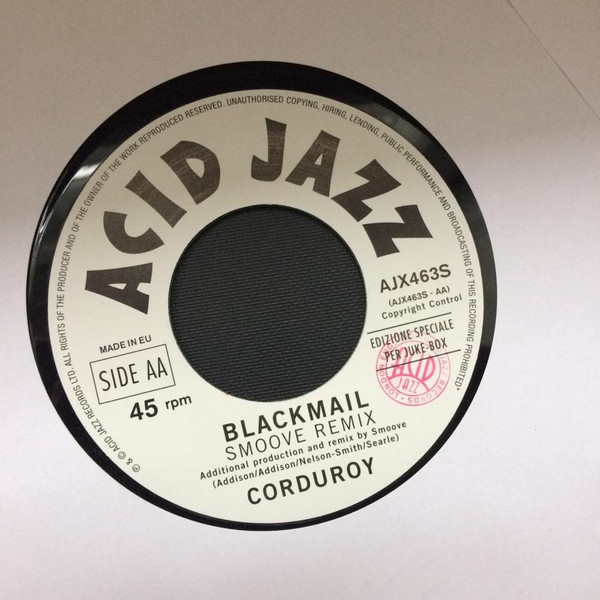 ℗ & © ACID JAZZ RECORDS LTD. ALL RIGHTS OF THE PRODUCER AND OF THE OWNER OF THE WORK REPRODUCED RESERVED. UNAUTHORISED COPYING, HIRING, LENDING, PUBLIC PERFORMANCE AND BROADCASTING OF THIS RECORDING PROHIBITED
ACID JAZZ
AJX463S
(AJX463S - AA)
Copyright Control
MADE IN EU
SIDE AA
45 rpm
EDIZIONE SPECIALE
PER JUKE-BOX
ACID
JAZZ
RECORDS · LONDON
BLACKMAIL
SMOOVE REMIX
Additional production and remix by Smoove
(Addison/Addison/Nelson-Smith/Searle)
CORDUROY